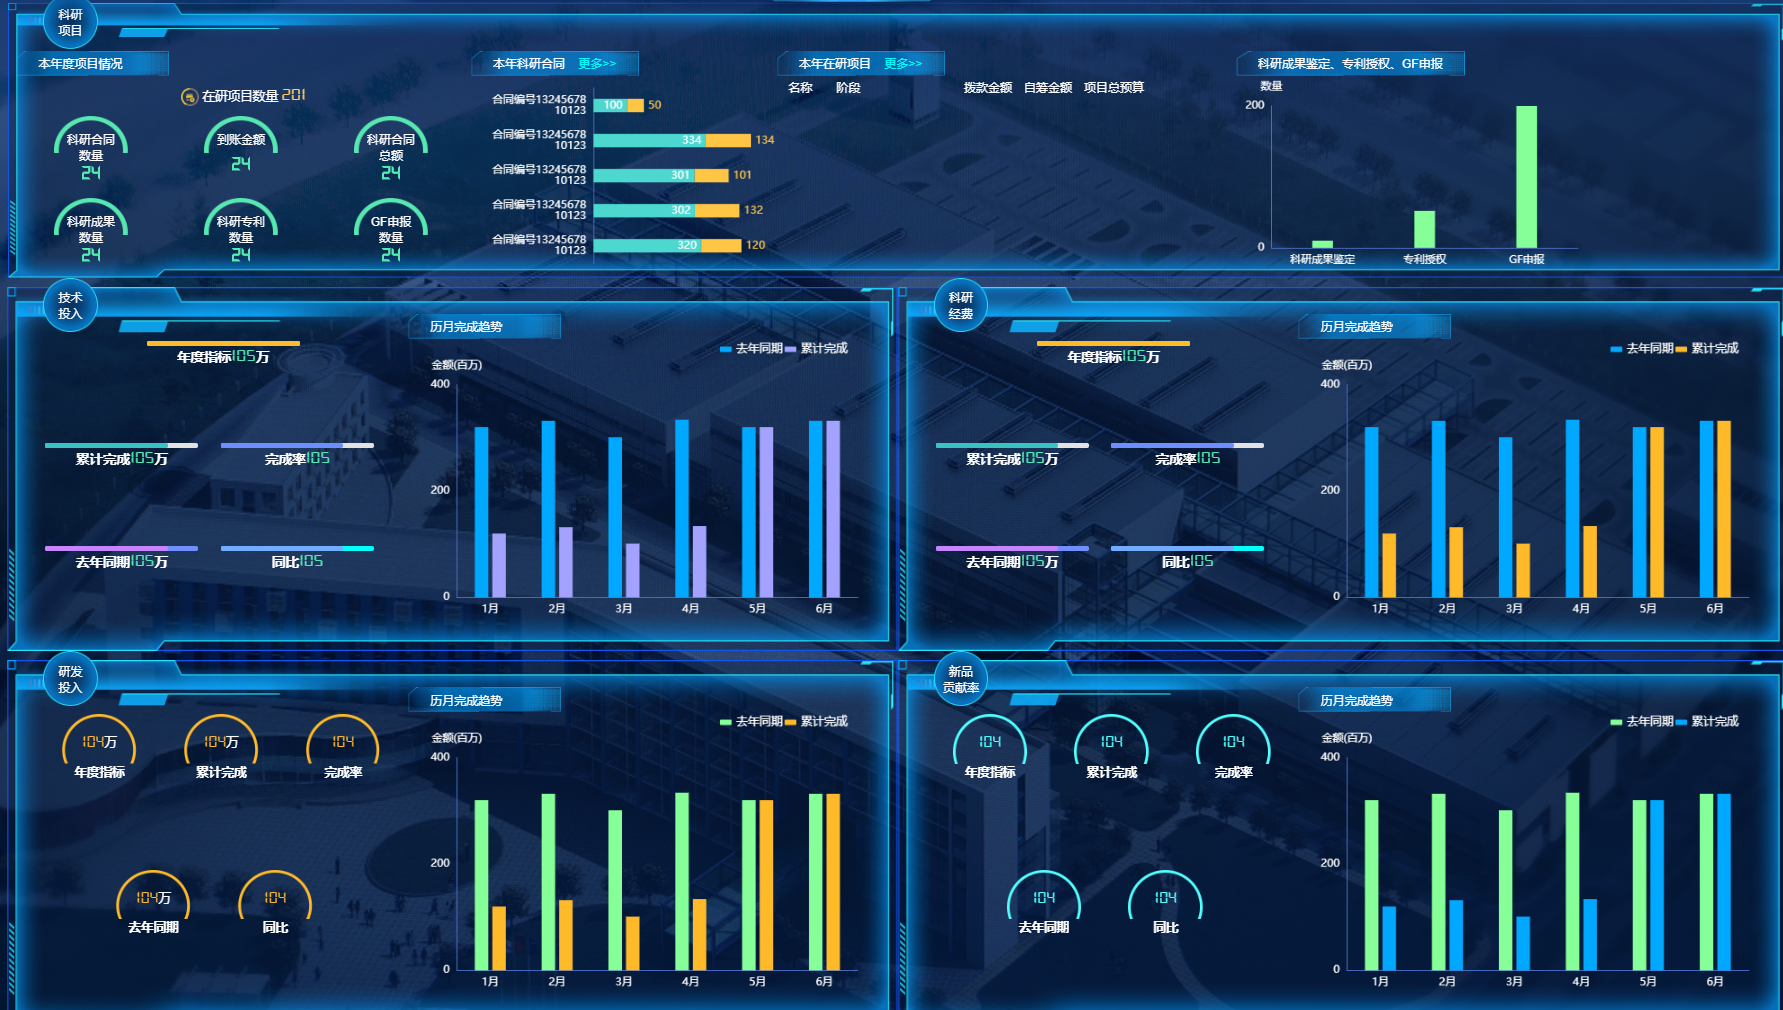 科研
项目
本年度项目情况
在研项目数量 201
科研合同
数量
24
到账金额
24
科研合同
总额
24
科研成果
数量
24
科研专利
数量
24
GF申报
数量
24
本年科研合同 更多>>
合同编号13245678
10123
100 50
合同编号13245678
10123
334 134
合同编号13245678
10123
301 101
合同编号13245678
10123
302 132
合同编号13245678
10123
320 120
本年在研项目 更多>>
名称 阶段 拨款金额 自筹金额 项目总预算
科研成果鉴定、专利授权、GF申报
数量
200
0
科研成果鉴定 专利授权 GF申报
技术
投入
年度指标105万
累计完成105万
完成率105
去年同期105万
同比105
历月完成趋势
去年同期 累计完成
金额(百万)
400
200
0
1月 2月 3月 4月 5月 6月
科研
经费
年度指标105万
累计完成105万
完成率105
去年同期105万
同比105
历月完成趋势
去年同期 累计完成
金额(百万)
400
200
0
1月 2月 3月 4月 5月 6月
研发
投入
104万
年度指标
104万
累计完成
104
完成率
104万
去年同期
104
同比
历月完成趋势
去年同期 累计完成
金额(百万)
400
200
0
1月 2月 3月 4月 5月 6月
新品
贡献率
104
年度指标
104
累计完成
104
完成率
104
去年同期
104
同比
历月完成趋势
去年同期 累计完成
金额(百万)
400
200
0
1月 2月 3月 4月 5月 6月